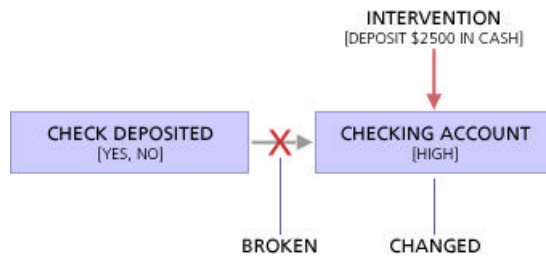 INTERVENTION
[DEPOSIT $2500 IN CASH]
CHECK DEPOSITED
[YES, NO]
CHECKING ACCOUNT
[HIGH]
BROKEN
CHANGED